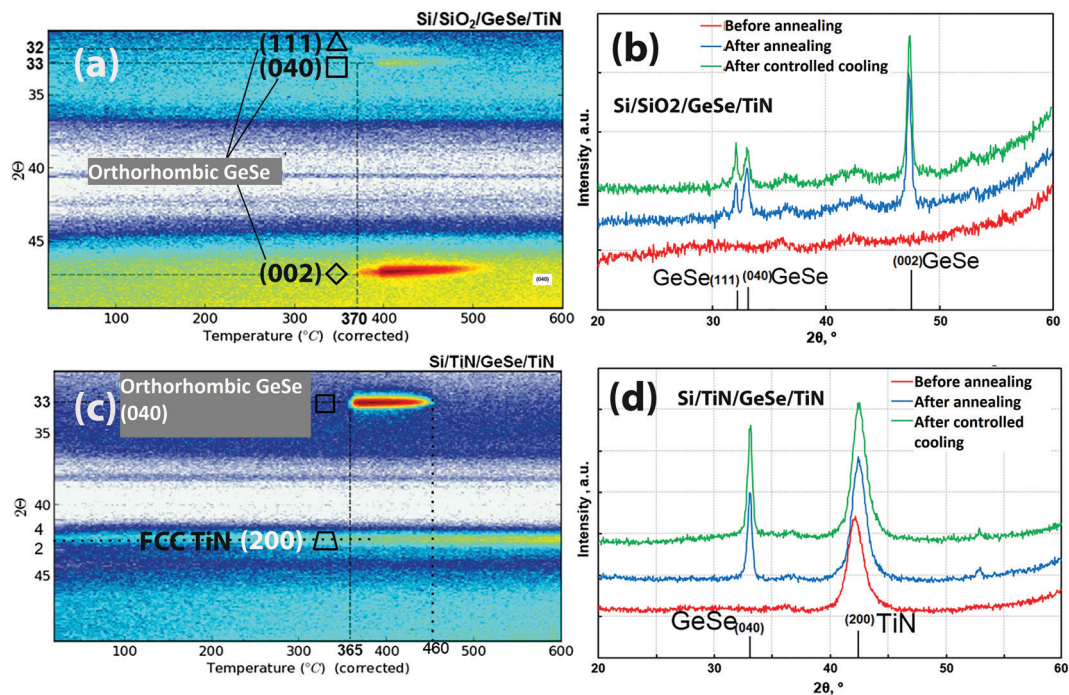 Si/SiO₂/GeSe/TiN
(a)
(111)
(040)
Orthorhombic GeSe
(002)
(040)
32
33
35
40
45
2Θ
100
200
300
370
400
500
600
Temperature (°C) (corrected)
(b)
Before annealing
After annealing
After controlled cooling
Si/SiO2/GeSe/TiN
Intensity, a.u.
GeSe(111)
(040)GeSe
(002)GeSe
20
30
40
50
60
2θ, °
Si/TiN/GeSe/TiN
(c)
Orthorhombic GeSe
(040)
FCC TiN (200)
33
35
40
4
2
45
2Θ
100
200
300
365
400
460
500
600
Temperature (°C) (corrected)
(d)
Si/TiN/GeSe/TiN
Before annealing
After annealing
After controlled
cooling
Intensity, a.u.
GeSe(040)
(200)TiN
20
30
40
50
60
2θ, °